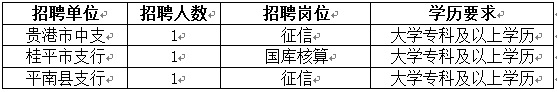 招聘单位 招聘人数 招聘岗位 学历要求
贵港市中支 1 征信 大学专科及以上学历
桂平市支行 1 国库核算 大学专科及以上学历
平南县支行 1 征信 大学专科及以上学历